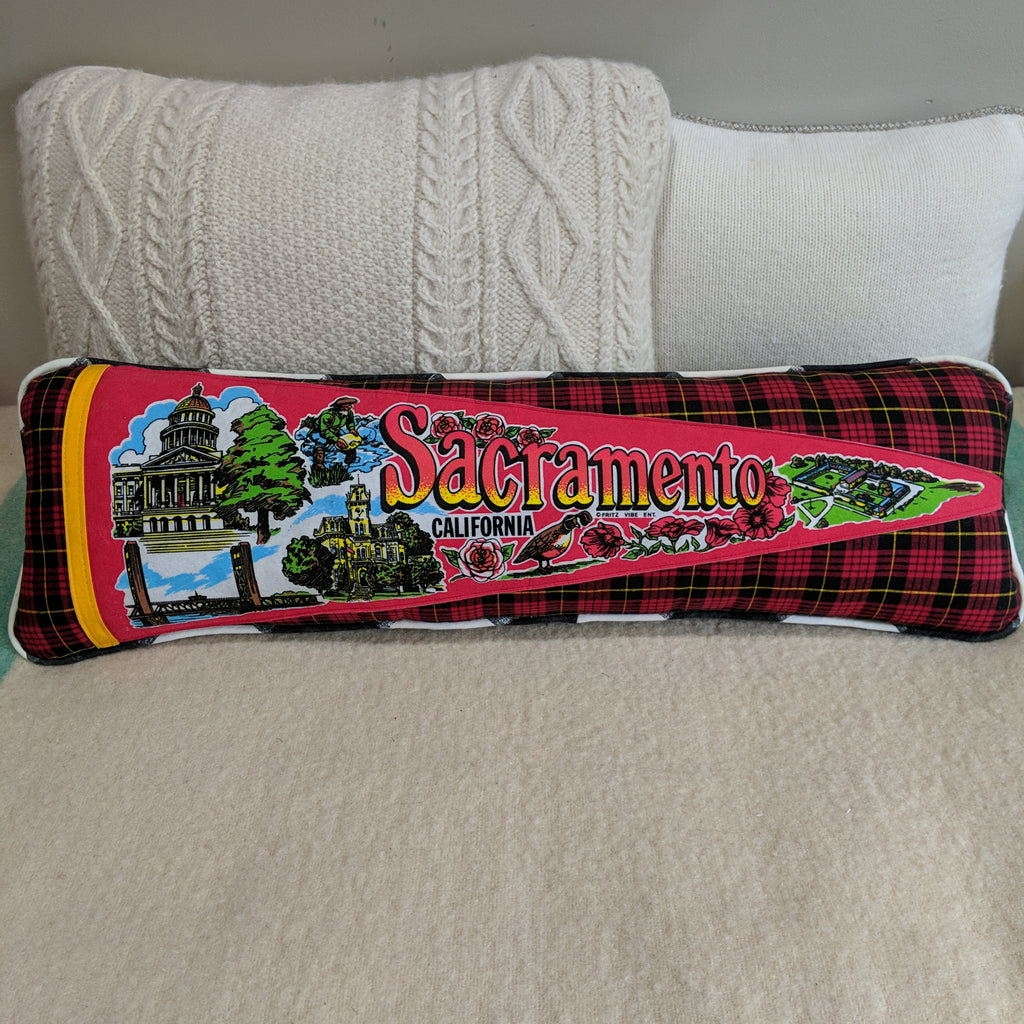 Sacramento
CALIFORNIA
©FRITZ VIBE ENT.